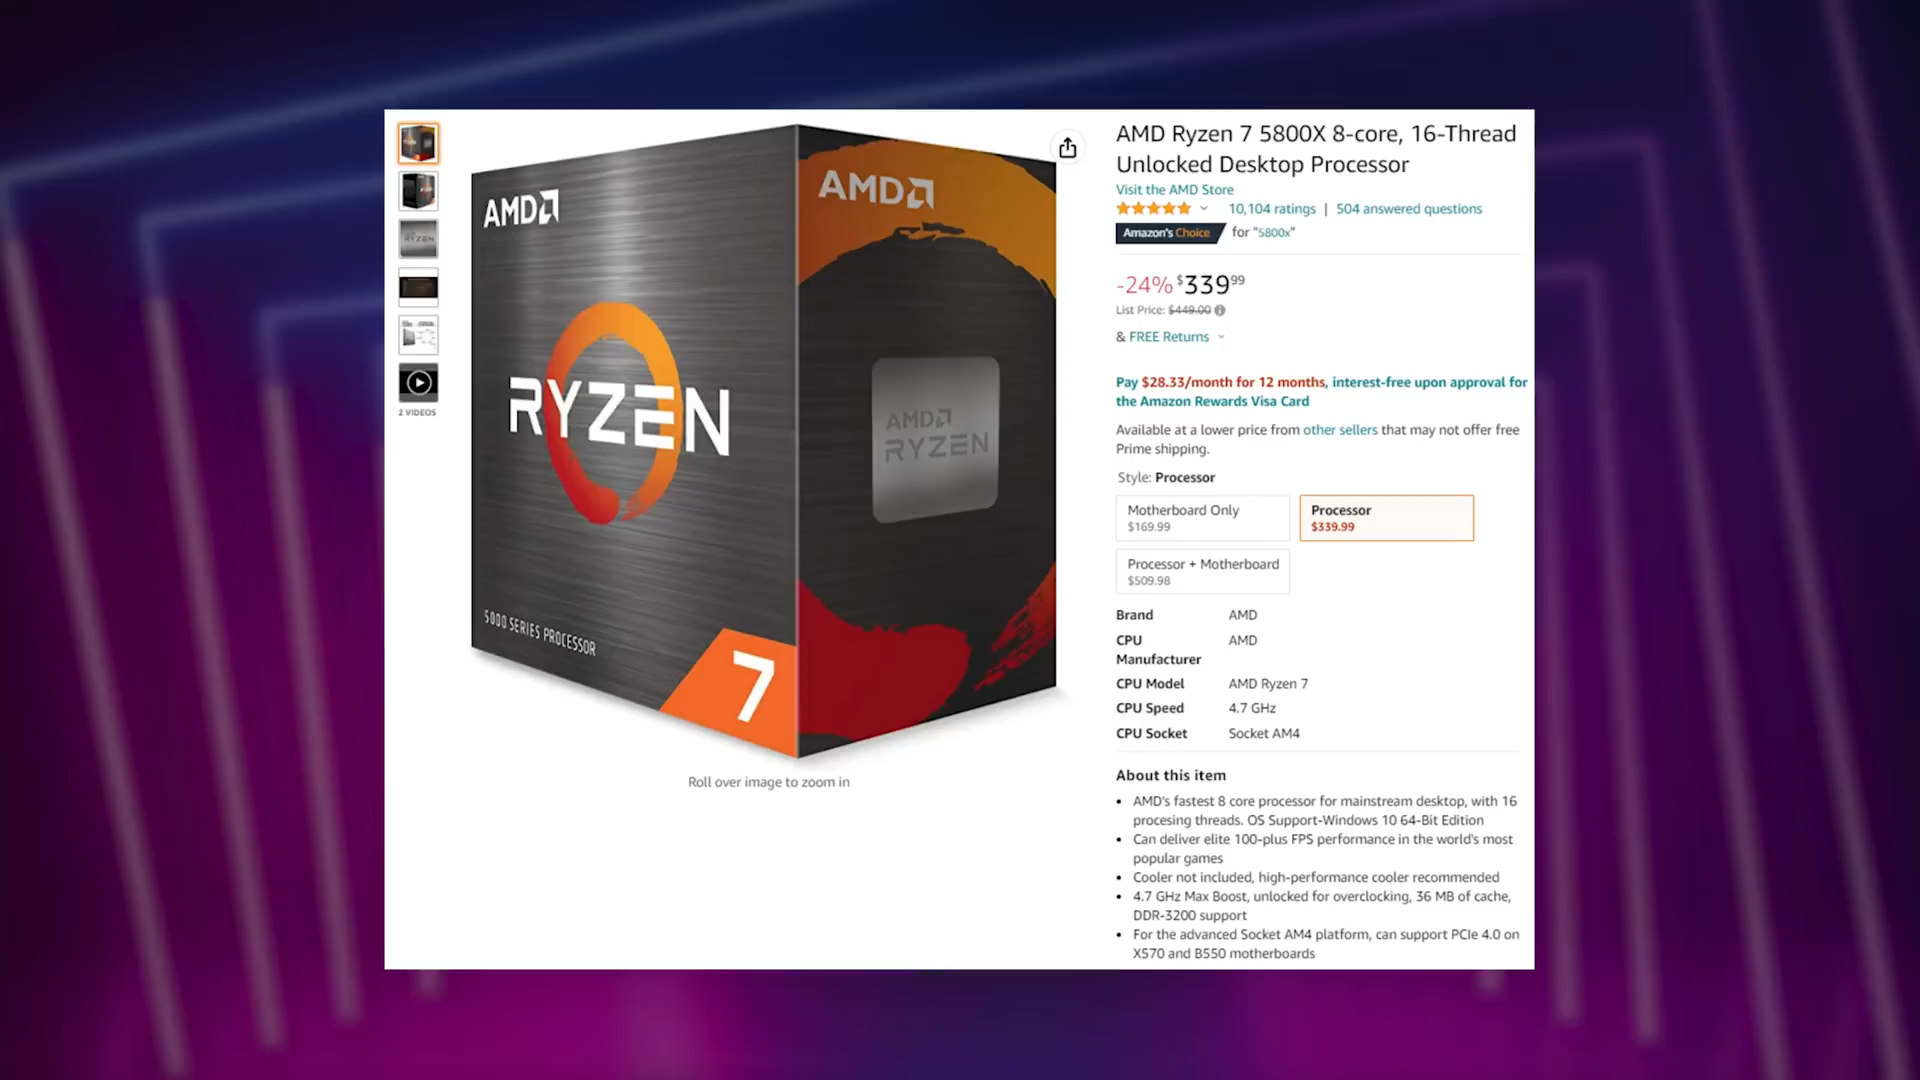 2 VIDEOS
AMD
RYZEN
5000 SERIES PROCESSOR
7
AMD
AMD
RYZEN
Roll over image to zoom in
AMD Ryzen 7 5800X 8-core, 16-Thread
Unlocked Desktop Processor
Visit the AMD Store
10,104 ratings | 504 answered questions
Amazon's Choice for "5800x"
-24% $339.99
List Price: $449.00
& FREE Returns
Pay $28.33/month for 12 months, interest-free upon approval for
the Amazon Rewards Visa Card
Available at a lower price from other sellers that may not offer free
Prime shipping.
Style: Processor
Motherboard Only
$169.99
Processor
$339.99
Processor + Motherboard
$509.98
Brand AMD
CPU AMD
Manufacturer
CPU Model AMD Ryzen 7
CPU Speed 4.7 GHz
CPU Socket Socket AM4
About this item
• AMD's fastest 8 core processor for mainstream desktop, with 16
procesing threads. OS Support-Windows 10 64-Bit Edition
• Can deliver elite 100-plus FPS performance in the world's most
popular games
• Cooler not included, high-performance cooler recommended
• 4.7 GHz Max Boost, unlocked for overclocking, 36 MB of cache,
DDR-3200 support
• For the advanced Socket AM4 platform, can support PCIe 4.0 on
X570 and B550 motherboards